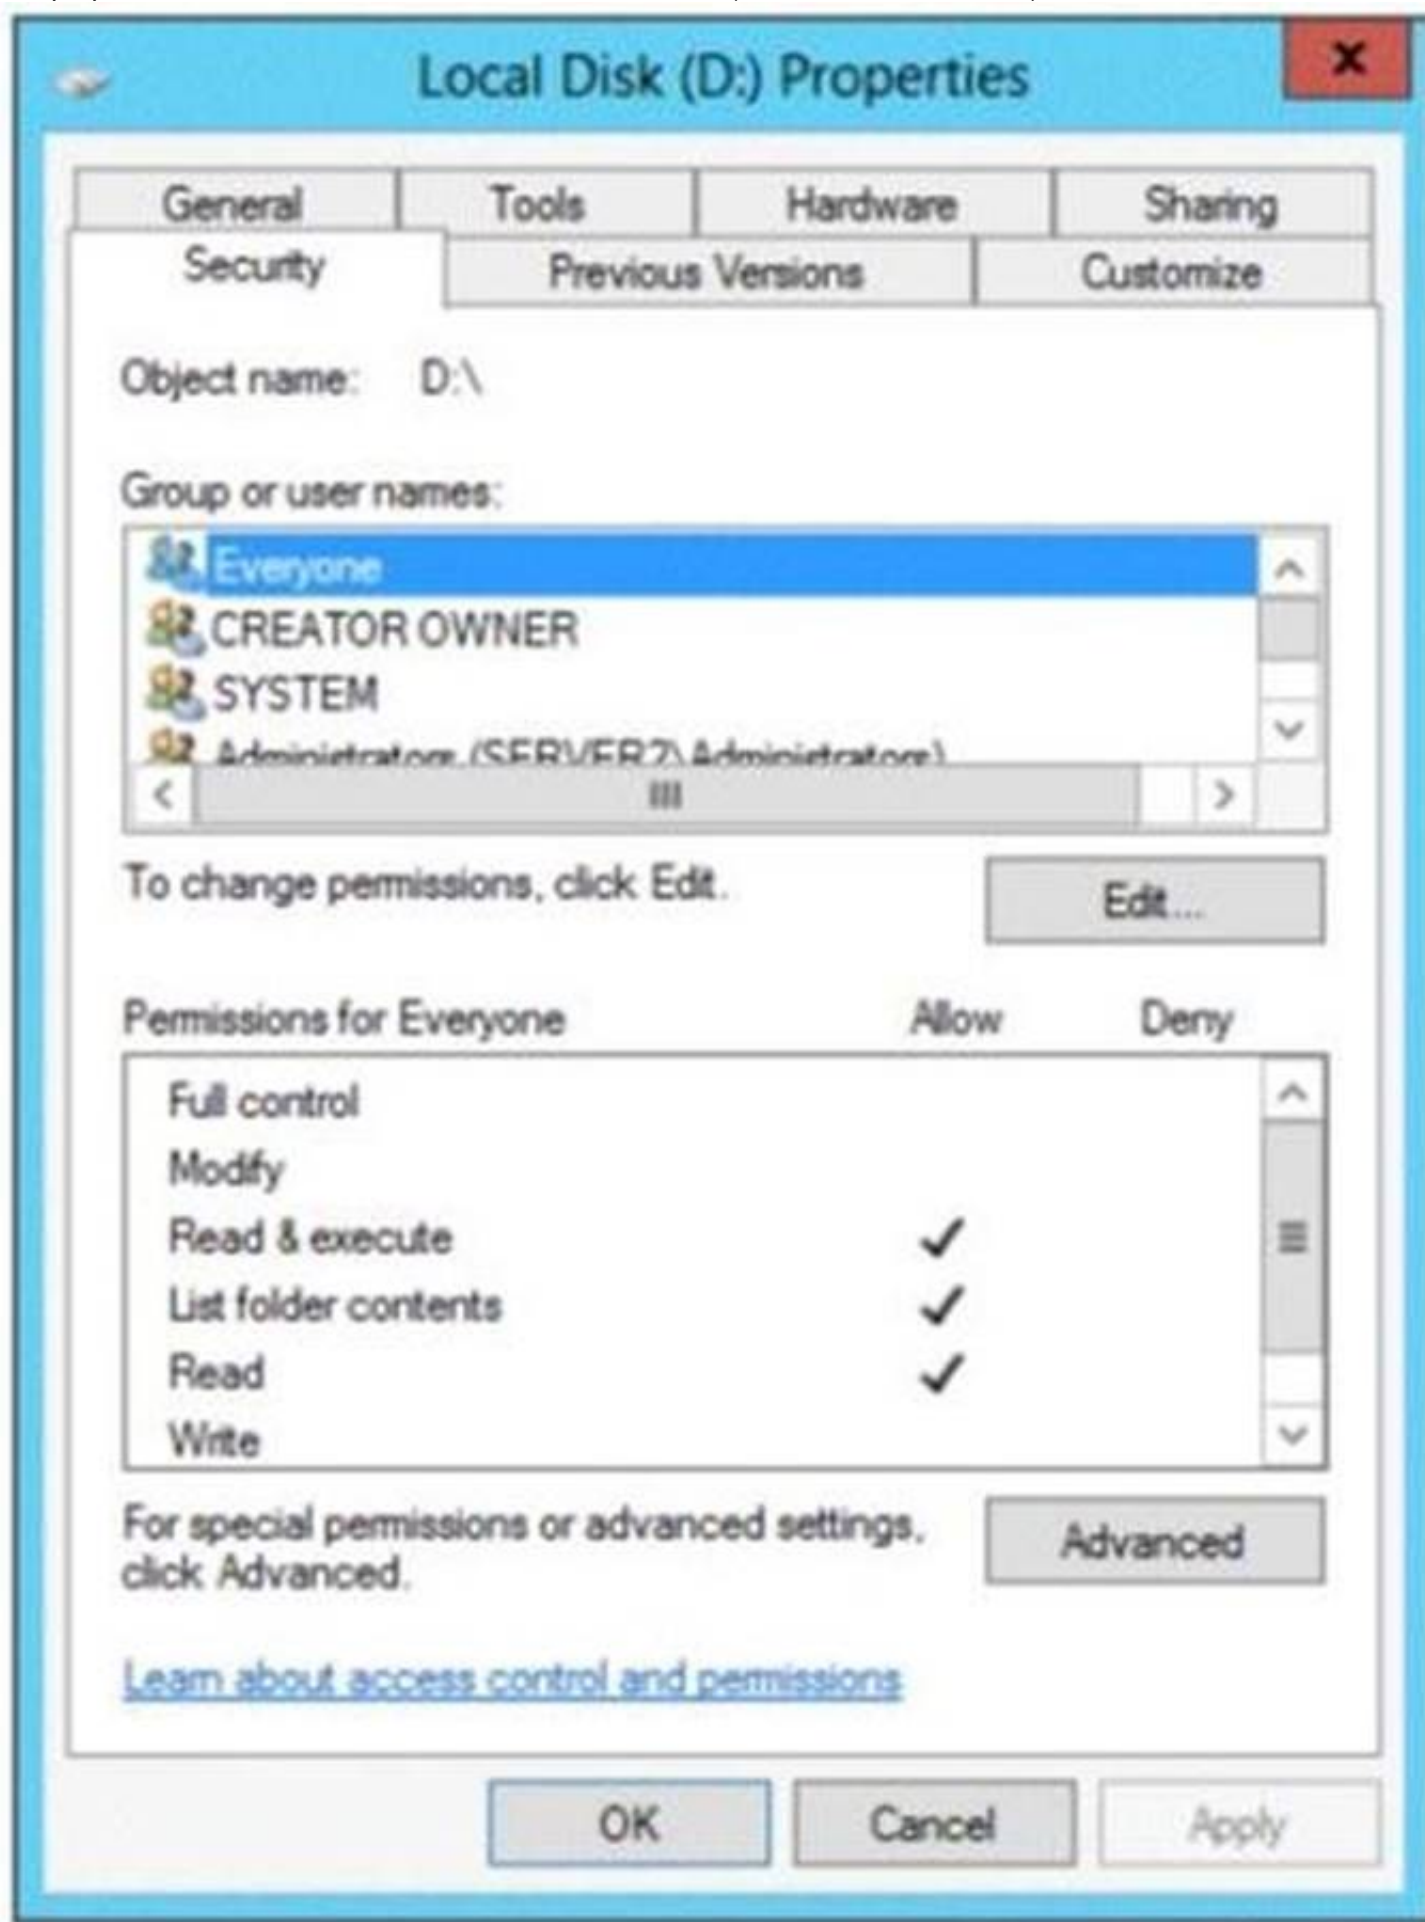 Local Disk (D:) Properties
General Tools Hardware Sharing
Security Previous Versions Customize
Object name: D:\
Group or user names:
Everyone
CREATOR OWNER
SYSTEM
Administrators (SERVER2\Administrators)
To change permissions, click Edit.
Edit...
Permissions for Everyone Allow Deny
Full control
Modify
Read & execute
List folder contents
Read
Write
For special permissions or advanced settings,
click Advanced.
Advanced
Learn about access control and permissions
OK Cancel Apply